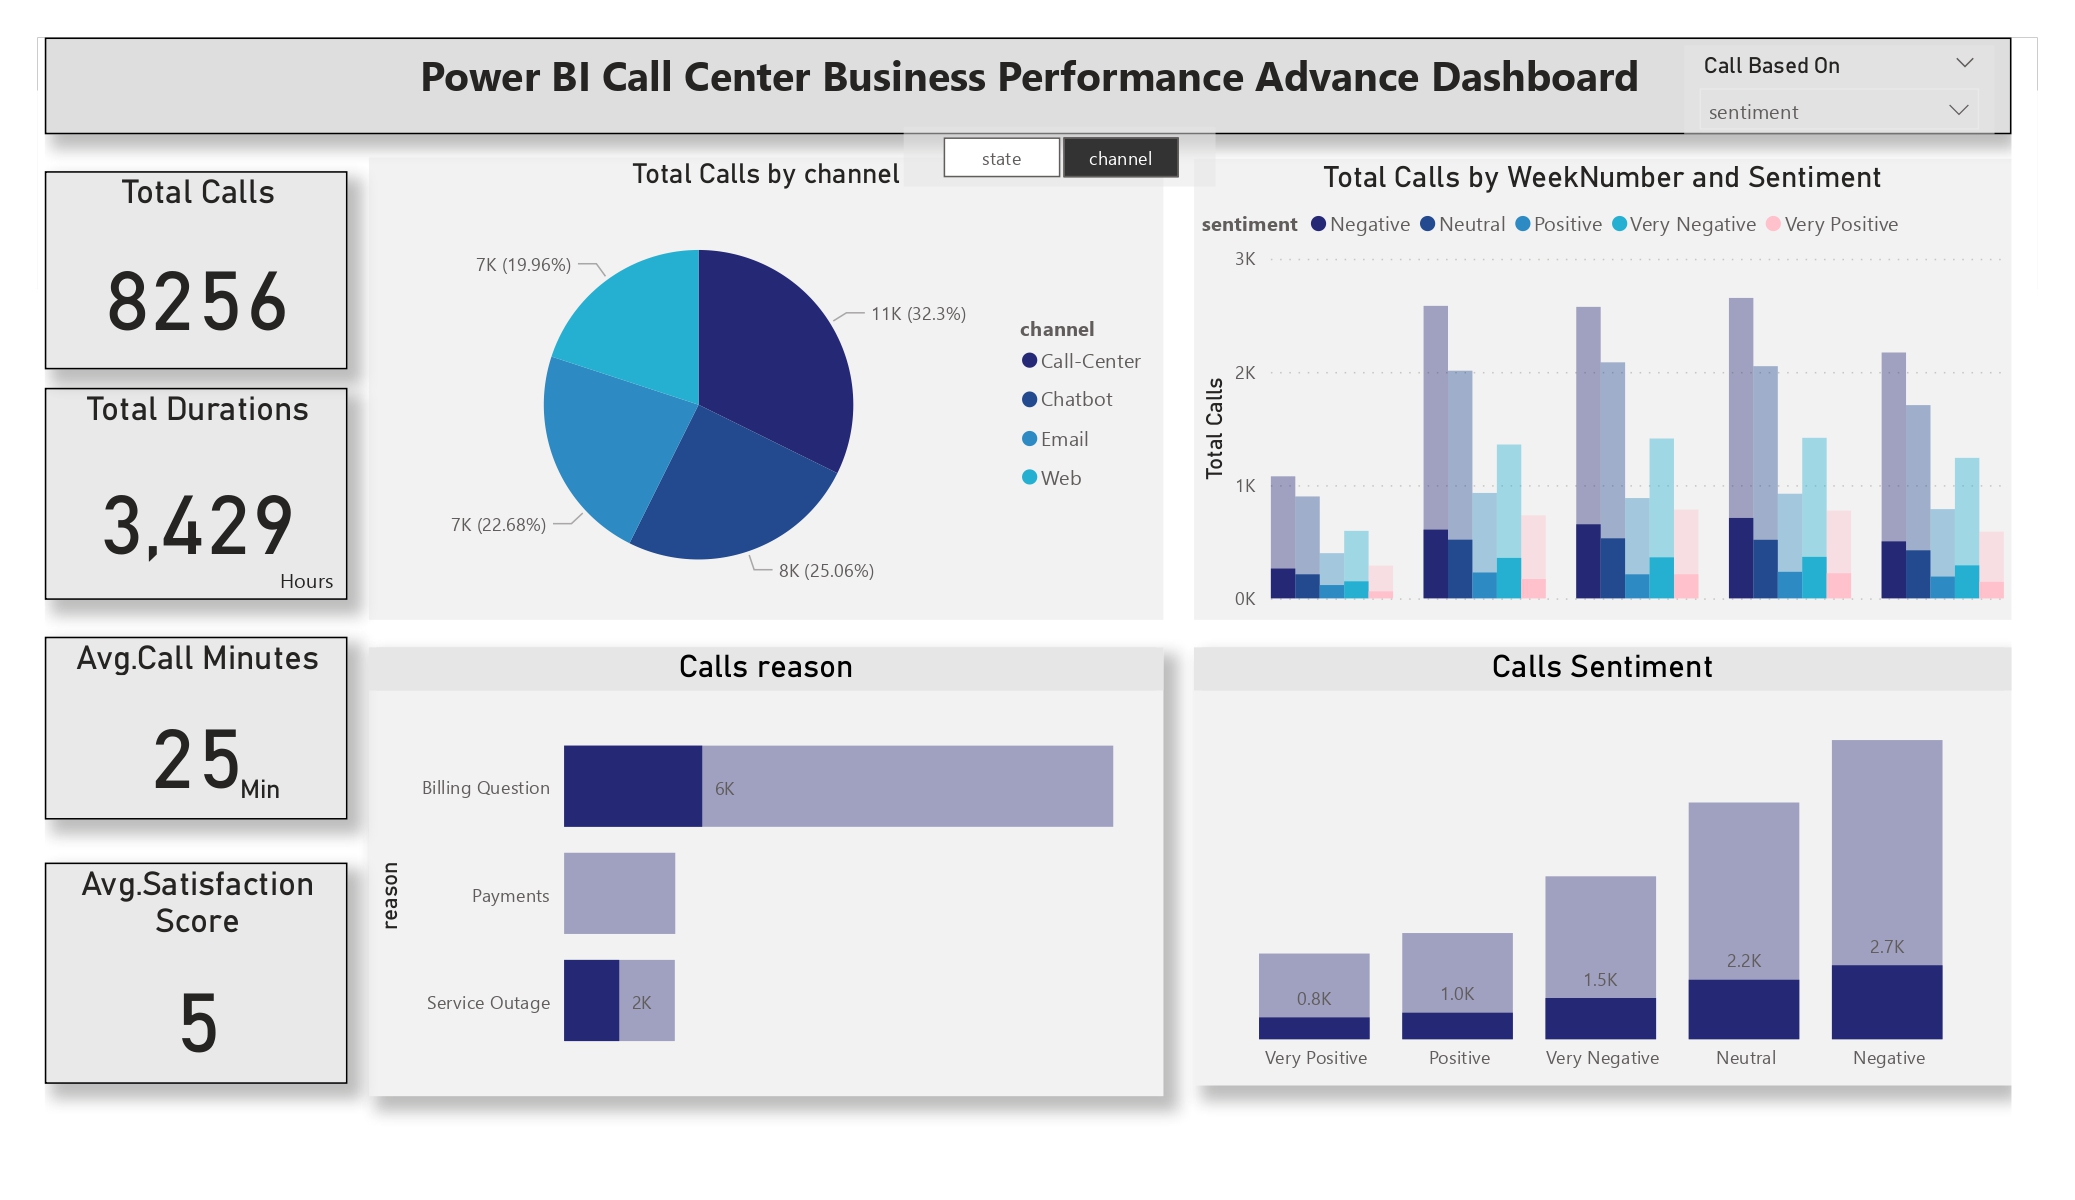 Power BI Call Center Business Performance Advance Dashboard
Call Based On
sentiment
state
channel
Total Calls
8256
Total Durations
3,429
Hours
Avg.Call Minutes
25
Min
Avg.Satisfaction
Score
5
Total Calls by channel
7K (19.96%)
11K (32.3%)
7K (22.68%)
8K (25.06%)
channel
Call-Center
Chatbot
Email
Web
Total Calls by WeekNumber and Sentiment
sentiment Negative Neutral Positive Very Negative Very Positive
3K
2K
1K
0K
Total Calls
Calls reason
reason
Billing Question
6K
Payments
Service Outage
2K
Calls Sentiment
0.8K
1.0K
1.5K
2.2K
2.7K
Very Positive
Positive
Very Negative
Neutral
Negative